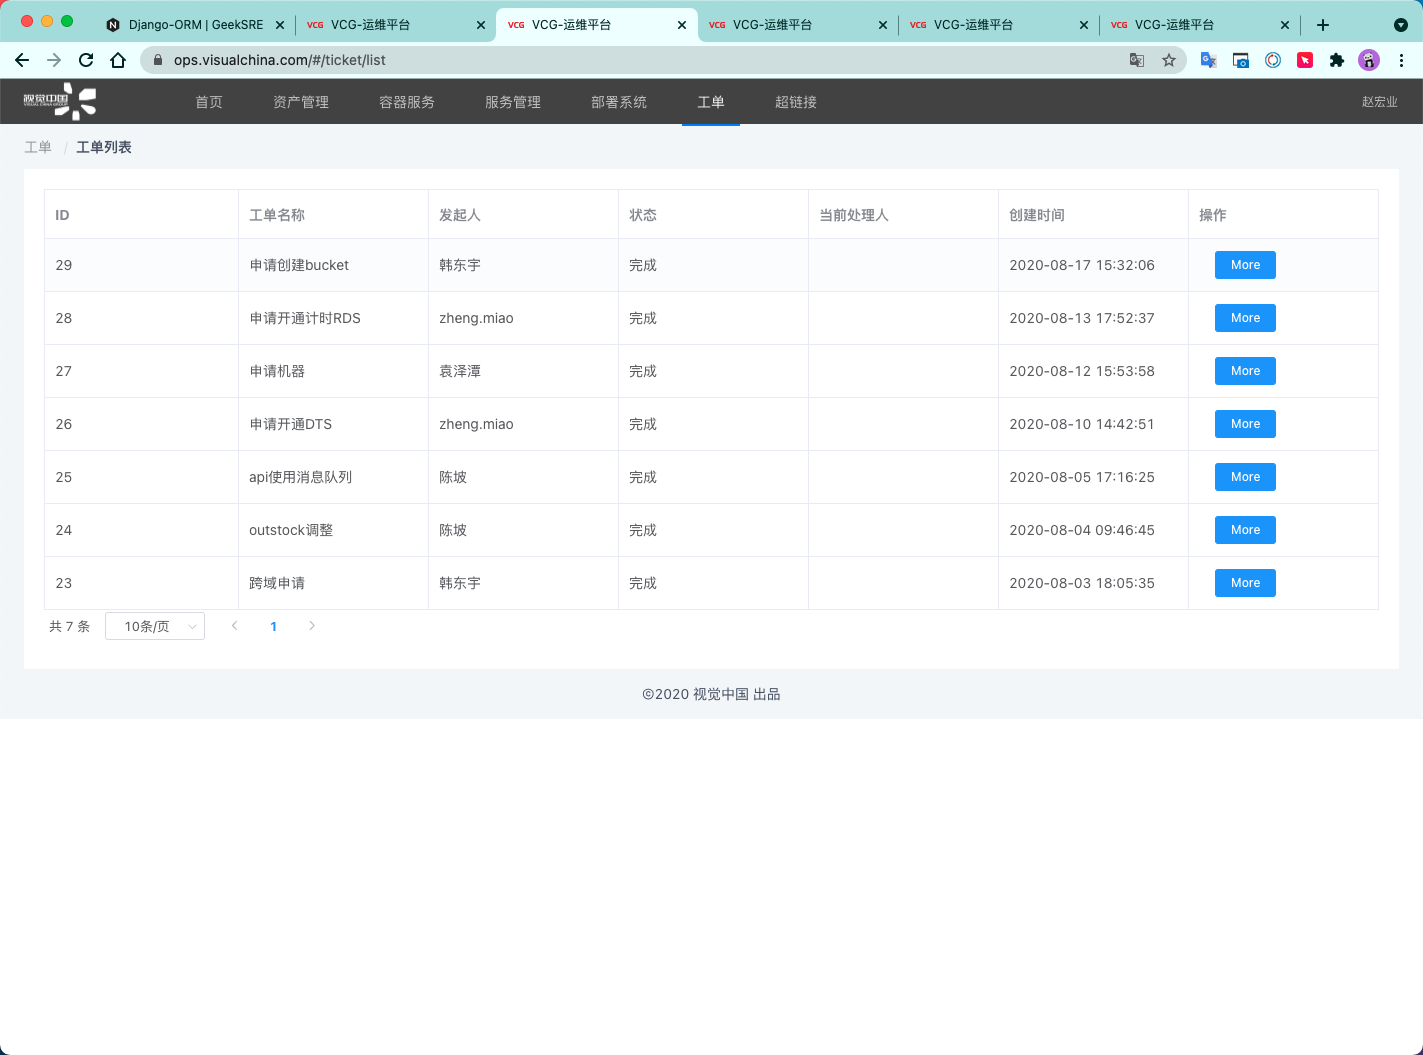 Django-ORM | GeekSRE
VCG VCG-运维平台
VCG VCG-运维平台
VCG VCG-运维平台
VCG VCG-运维平台
VCG VCG-运维平台
ops.visualchina.com/#/ticket/list
视觉中国
VISUAL CHINA GROUP
首页 资产管理 容器服务 服务管理 部署系统 工单 超链接 赵宏业
工单 / 工单列表
ID 工单名称 发起人 状态 当前处理人 创建时间 操作
29 申请创建bucket 韩东宇 完成 2020-08-17 15:32:06 More
28 申请开通计时RDS zheng.miao 完成 2020-08-13 17:52:37 More
27 申请机器 袁泽潭 完成 2020-08-12 15:53:58 More
26 申请开通DTS zheng.miao 完成 2020-08-10 14:42:51 More
25 api使用消息队列 陈坡 完成 2020-08-05 17:16:25 More
24 outstock调整 陈坡 完成 2020-08-04 09:46:45 More
23 跨域申请 韩东宇 完成 2020-08-03 18:05:35 More
共 7 条 10条/页 1
©2020 视觉中国 出品